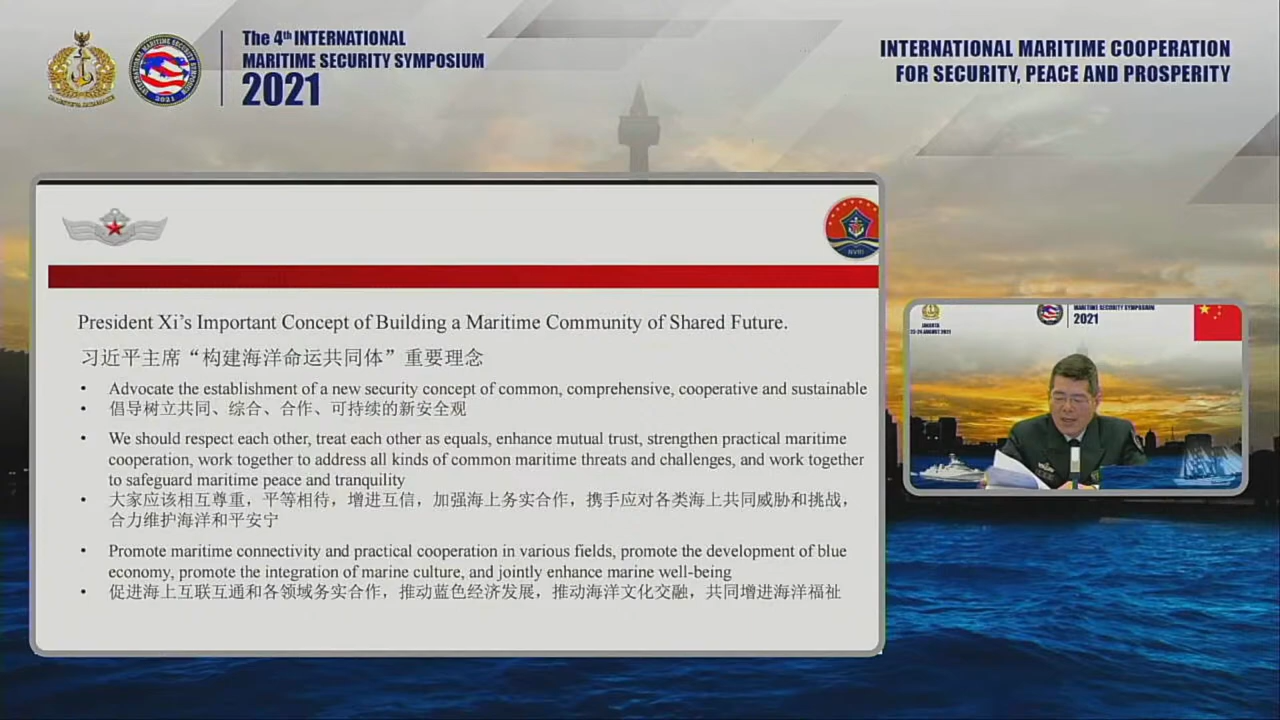 The 4th INTERNATIONAL
MARITIME SECURITY SYMPOSIUM
2021
INTERNATIONAL MARITIME COOPERATION
FOR SECURITY, PEACE AND PROSPERITY
INTERNATIONAL MARITIME SECURITY SYMPOSIUM
2021
NVRI
President Xi's Important Concept of Building a Maritime Community of Shared Future.
习近平主席“构建海洋命运共同体”重要理念
• Advocate the establishment of a new security concept of common, comprehensive, cooperative and sustainable
• 倡导树立共同、综合、合作、可持续的新安全观
• We should respect each other, treat each other as equals, enhance mutual trust, strengthen practical maritime
cooperation, work together to address all kinds of common maritime threats and challenges, and work together
to safeguard maritime peace and tranquility
• 大家应该相互尊重，平等相待，增进互信，加强海上务实合作，携手应对各类海上共同威胁和挑战，
合力维护海洋和平安宁
• Promote maritime connectivity and practical cooperation in various fields, promote the development of blue
economy, promote the integration of marine culture, and jointly enhance marine well-being
• 促进海上互联互通和各领域务实合作，推动蓝色经济发展，推动海洋文化交融，共同增进海洋福祉
MARITIME SECURITY SYMPOSIUM
2021
JAKARTA
23-24 AUGUST 2021